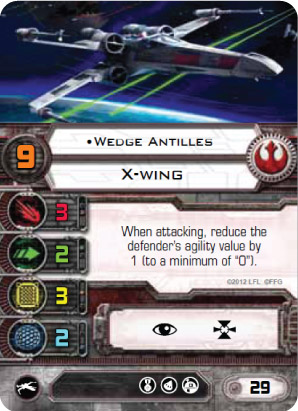 •Wedge Antilles
9
X-wing
3
2
3
2
When attacking, reduce the
defender's agility value by
1 (to a minimum of "0").
©2012 LFL ©FFG
29